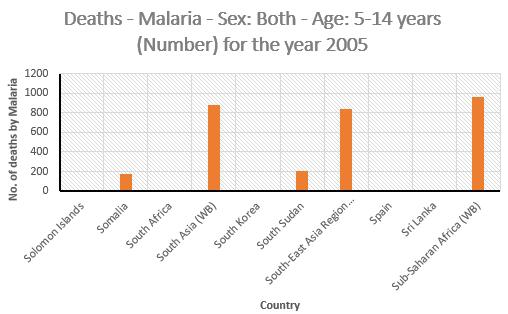 Deaths - Malaria - Sex: Both - Age: 5-14 years
(Number) for the year 2005
No. of deaths by Malaria
1200
1000
800
600
400
200
0
Solomon Islands
Somalia
South Africa
South Asia (WB)
South Korea
South Sudan
South-East Asia Region...
Spain
Sri Lanka
Sub-Saharan Africa (WB)
Country